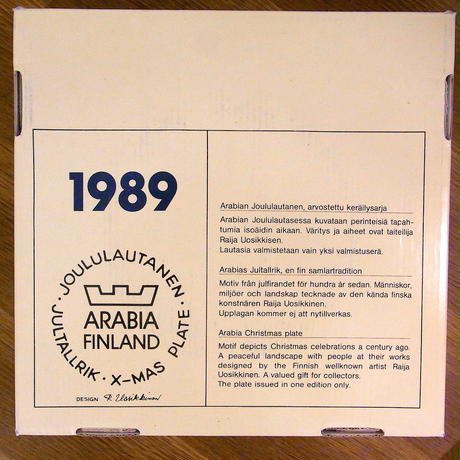 1989
JOULULAUTANEN · JULTALLRIK · X-MAS PLATE ·
ARABIA
FINLAND
DESIGN R. Uosikkinen
Arabian Joululautanen, arvostettu keräilysarja
Arabian Joululautasessa kuvataan perinteisiä tapah-
tumia isoäidin aikaan. Väritys ja aiheet ovat taiteilija
Raija Uosikkisen.
Lautasia valmistetaan vain yksi valmistuserä.
Arabias Jultallrik, en fin samlartradition
Motiv från julfirandet för hundra år sedan. Människor,
miljöer och landskap tecknade av den kända finska
konstnären Raija Uosikkinen.
Upplagan kommer ej att nytillverkas.
Arabia Christmas plate
Motif depicts Christmas celebrations a century ago.
A peaceful landscape with people at their works
designed by the Finnish wellknown artist Raija
Uosikkinen. A valued gift for collectors.
The plate issued in one edition only.